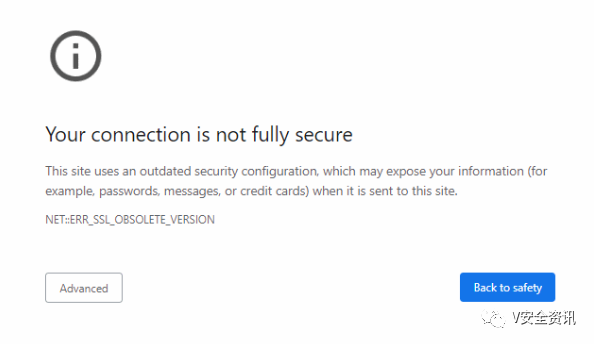 Your connection is not fully secure
This site uses an outdated security configuration, which may expose your information (for
example, passwords, messages, or credit cards) when it is sent to this site.
NET::ERR_SSL_OBSOLETE_VERSION
Advanced
Back to safety
V安全资讯